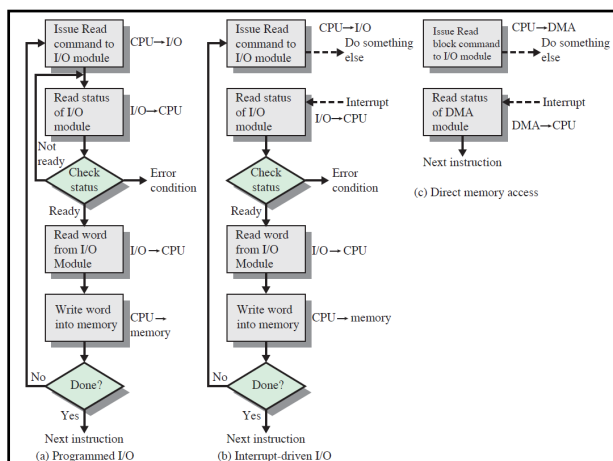 Issue Read
command to
I/O module
CPU→I/O
Read status
of I/O
module
I/O→CPU
Not
ready
Check
status
Error
condition
Ready
Read word
from I/O
Module
I/O→CPU
Write word
into memory
CPU→
memory
No
Done?
Yes
Next instruction
(a) Programmed I/O
Issue Read
command to
I/O module
CPU→I/O
Do something
else
Read status
of I/O
module
Interrupt
I/O→CPU
Check
status
Error
condition
Ready
Read word
from I/O
Module
I/O→CPU
Write word
into memory
CPU→memory
No
Done?
Yes
Next instruction
(b) Interrupt-driven I/O
Issue Read
block command
to I/O module
CPU→DMA
Do something
else
Read status
of DMA
module
Interrupt
DMA→CPU
Next instruction
(c) Direct memory access